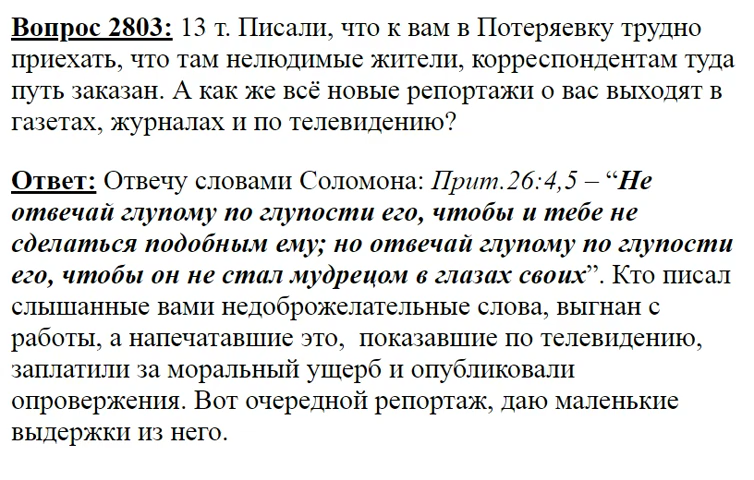 Вопрос 2803: 13 т. Писали, что к вам в Потеряевку трудно
приехать, что там нелюдимые жители, корреспондентам туда
путь заказан. А как же всё новые репортажи о вас выходят в
газетах, журналах и по телевидению?
Ответ: Отвечу словами Соломона: Прит.26:4,5 – “Не
отвечай глупому по глупости его, чтобы и тебе не
сделаться подобным ему; но отвечай глупому по глупости
его, чтобы он не стал мудрецом в глазах своих”. Кто писал
слышанные вами недоброжелательные слова, выгнан с
работы, а напечатавшие это,  показавшие по телевидению,
заплатили за моральный ущерб и опубликовали
опровержения. Вот очередной репортаж, даю маленькие
выдержки из него.